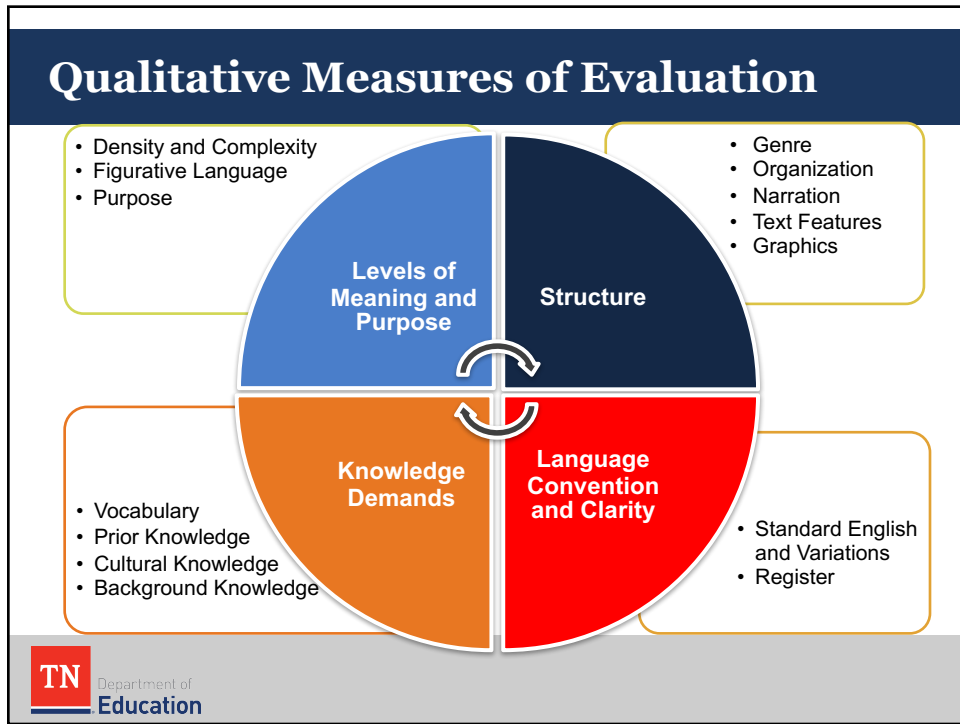 Qualitative Measures of Evaluation
• Density and Complexity
• Figurative Language
• Purpose
• Genre
• Organization
• Narration
• Text Features
• Graphics
Levels of
Meaning and
Purpose
Structure
Knowledge
Demands
Language
Convention
and Clarity
• Vocabulary
• Prior Knowledge
• Cultural Knowledge
• Background Knowledge
• Standard English
and Variations
• Register
TN
Department of
Education